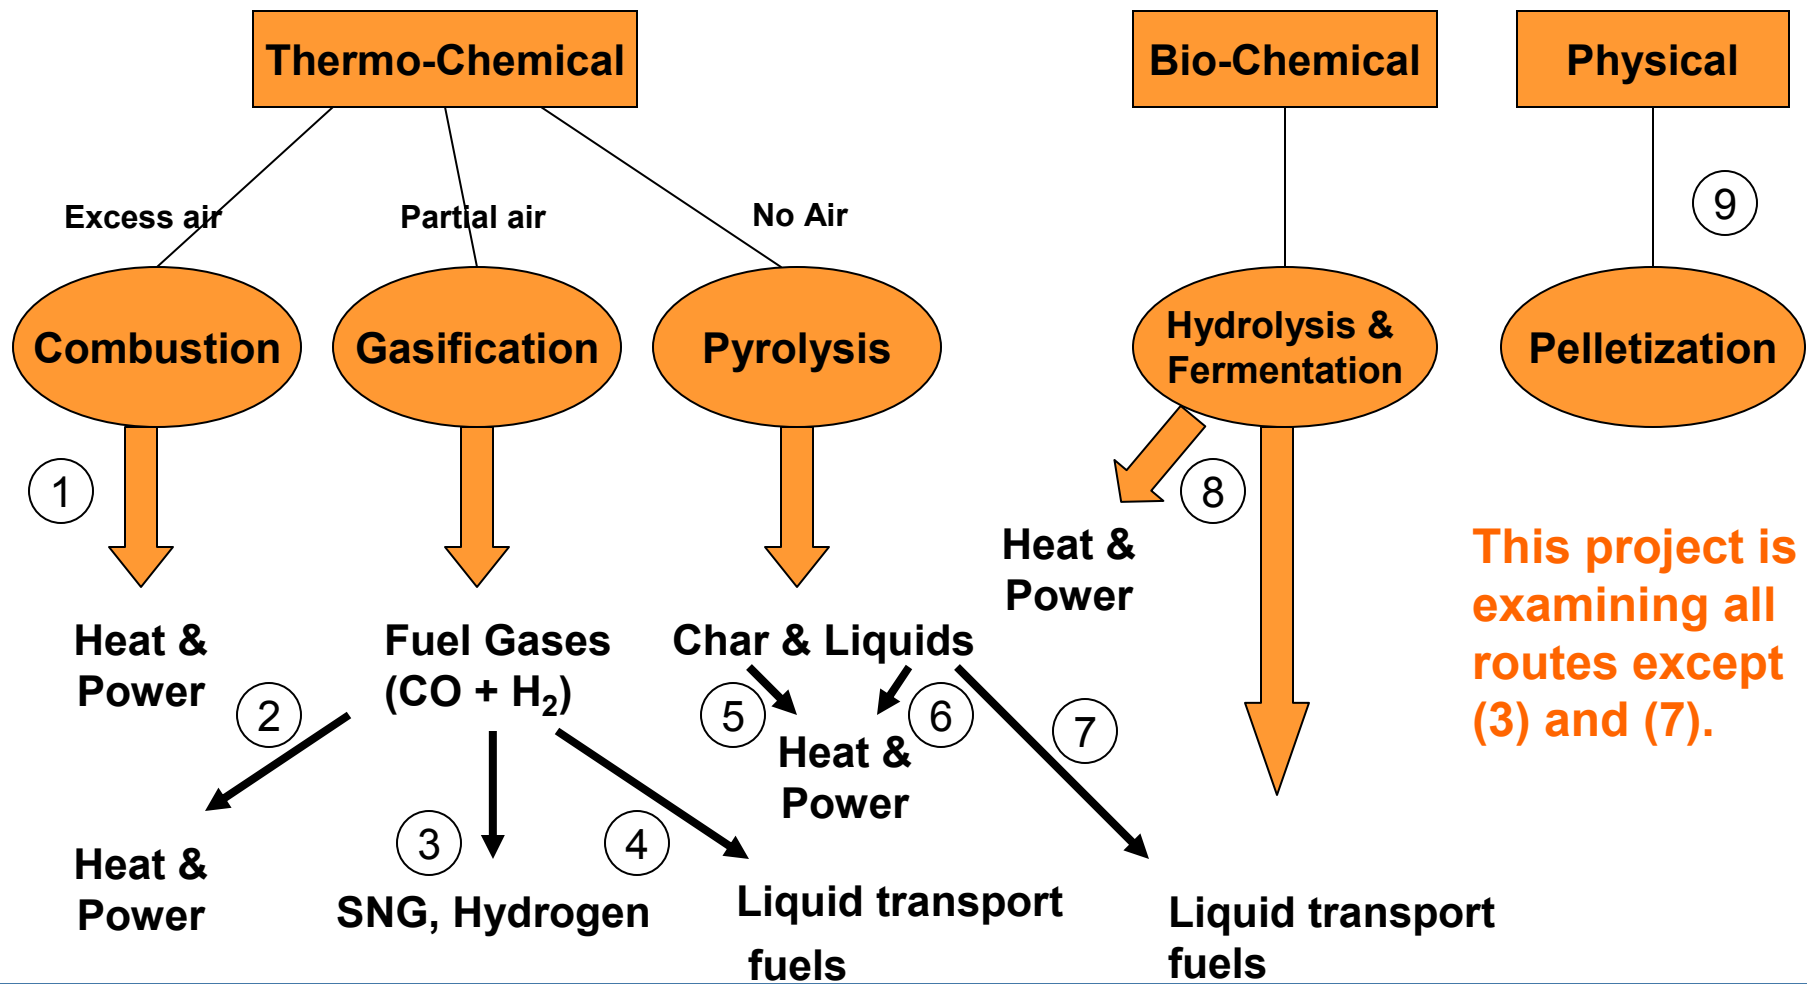 Thermo-Chemical
Bio-Chemical
Physical
Excess air
Partial air
No Air
9
Combustion
Gasification
Pyrolysis
Hydrolysis &
Fermentation
Pelletization
1
8
Heat &
Power
This project is
examining all
routes except
(3) and (7).
Heat &
Power
Fuel Gases
(CO + H₂)
Char & Liquids
2
5
6
7
Heat &
Power
3
4
Heat &
Power
SNG, Hydrogen
Liquid transport
fuels
Liquid transport
fuels